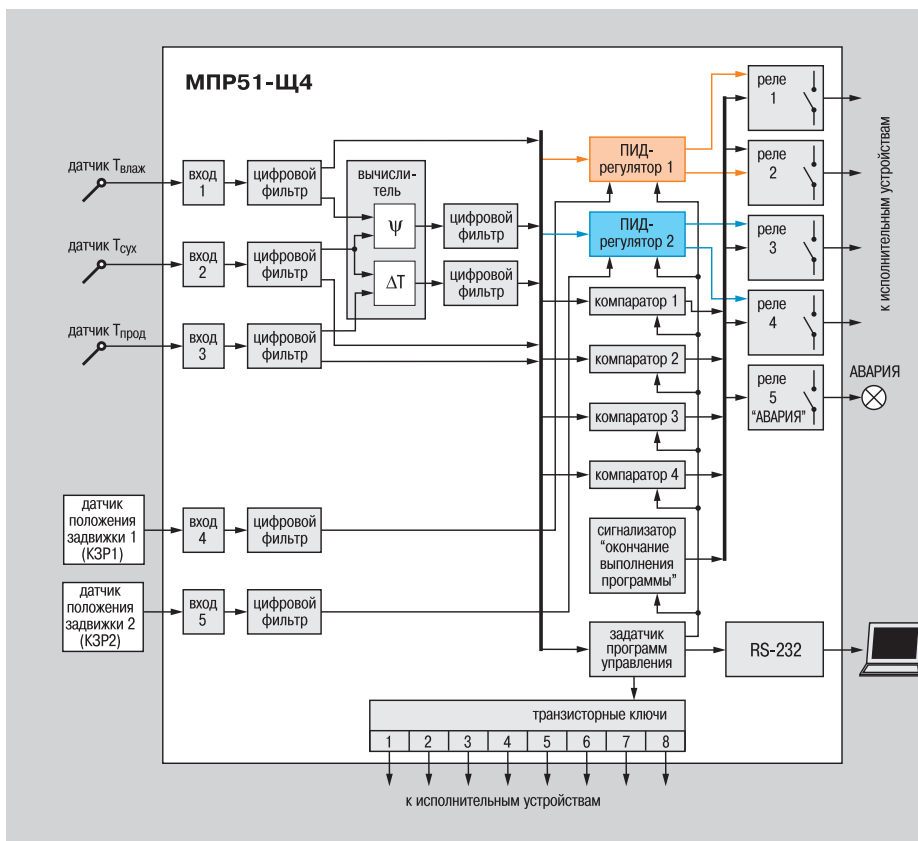 МПР51-Щ4
датчик Tвлаж
вход
1
цифровой
фильтр
датчик Tсух
вход
2
цифровой
фильтр
датчик Tпрод
вход
3
цифровой
фильтр
вычисли-
тель
Ψ
ΔT
цифровой
фильтр
цифровой
фильтр
ПИД-
регулятор 1
ПИД-
регулятор 2
компаратор 1
компаратор 2
компаратор 3
компаратор 4
сигнализатор
“окончание
выполнения
программы”
задатчик
программ
управления
реле
1
реле
2
реле
3
реле
4
реле
5
“АВАРИЯ”
к исполнительным устройствам
АВАРИЯ
датчик
положения
задвижки 1
(КЗР1)
вход
4
цифровой
фильтр
датчик
положения
задвижки 2
(КЗР2)
вход
5
цифровой
фильтр
RS-232
транзисторные ключи
1 2 3 4 5 6 7 8
к исполнительным устройствам